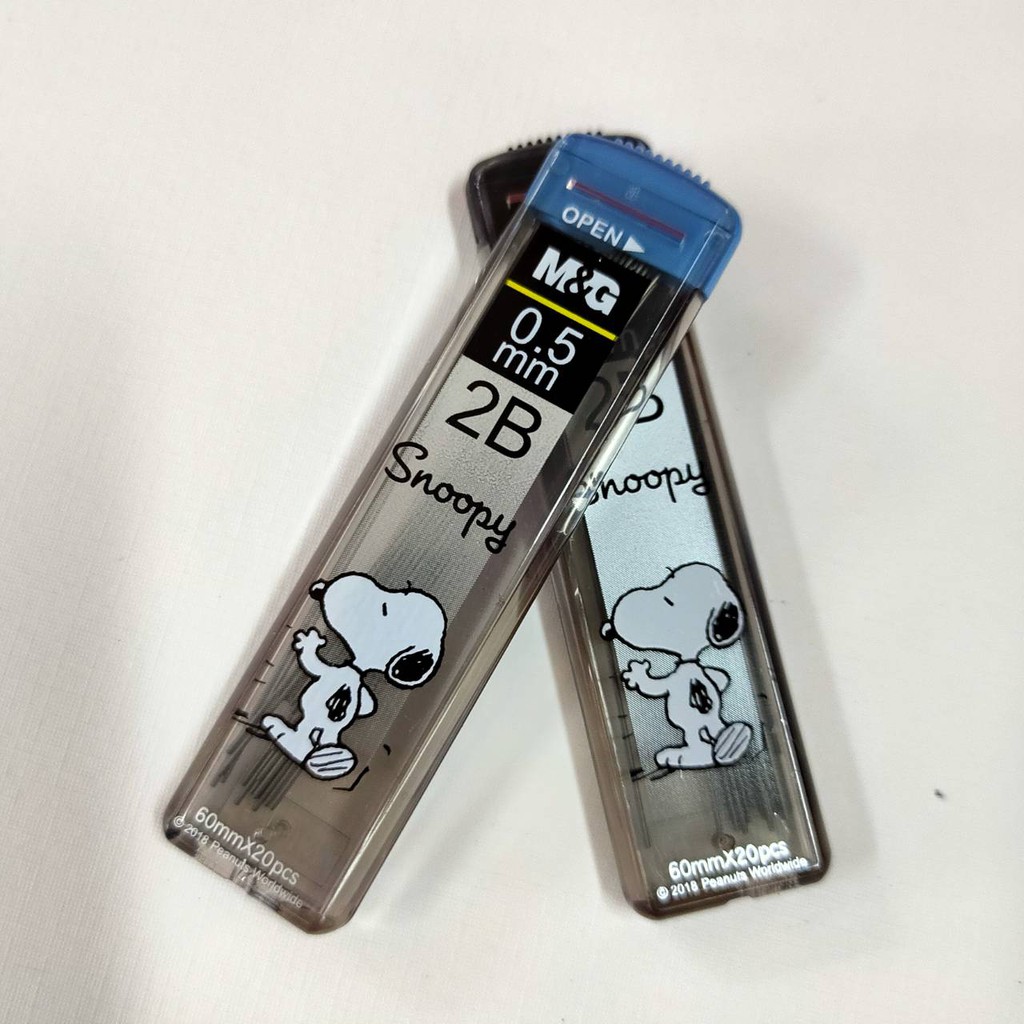 OPEN ▶
M&G
0.5
mm
2B
Snoopy
60mmX20pcs
© 2018 Peanuts Worldwide
Snoopy
60mmX20pcs
© 2018 Peanuts Worldwide